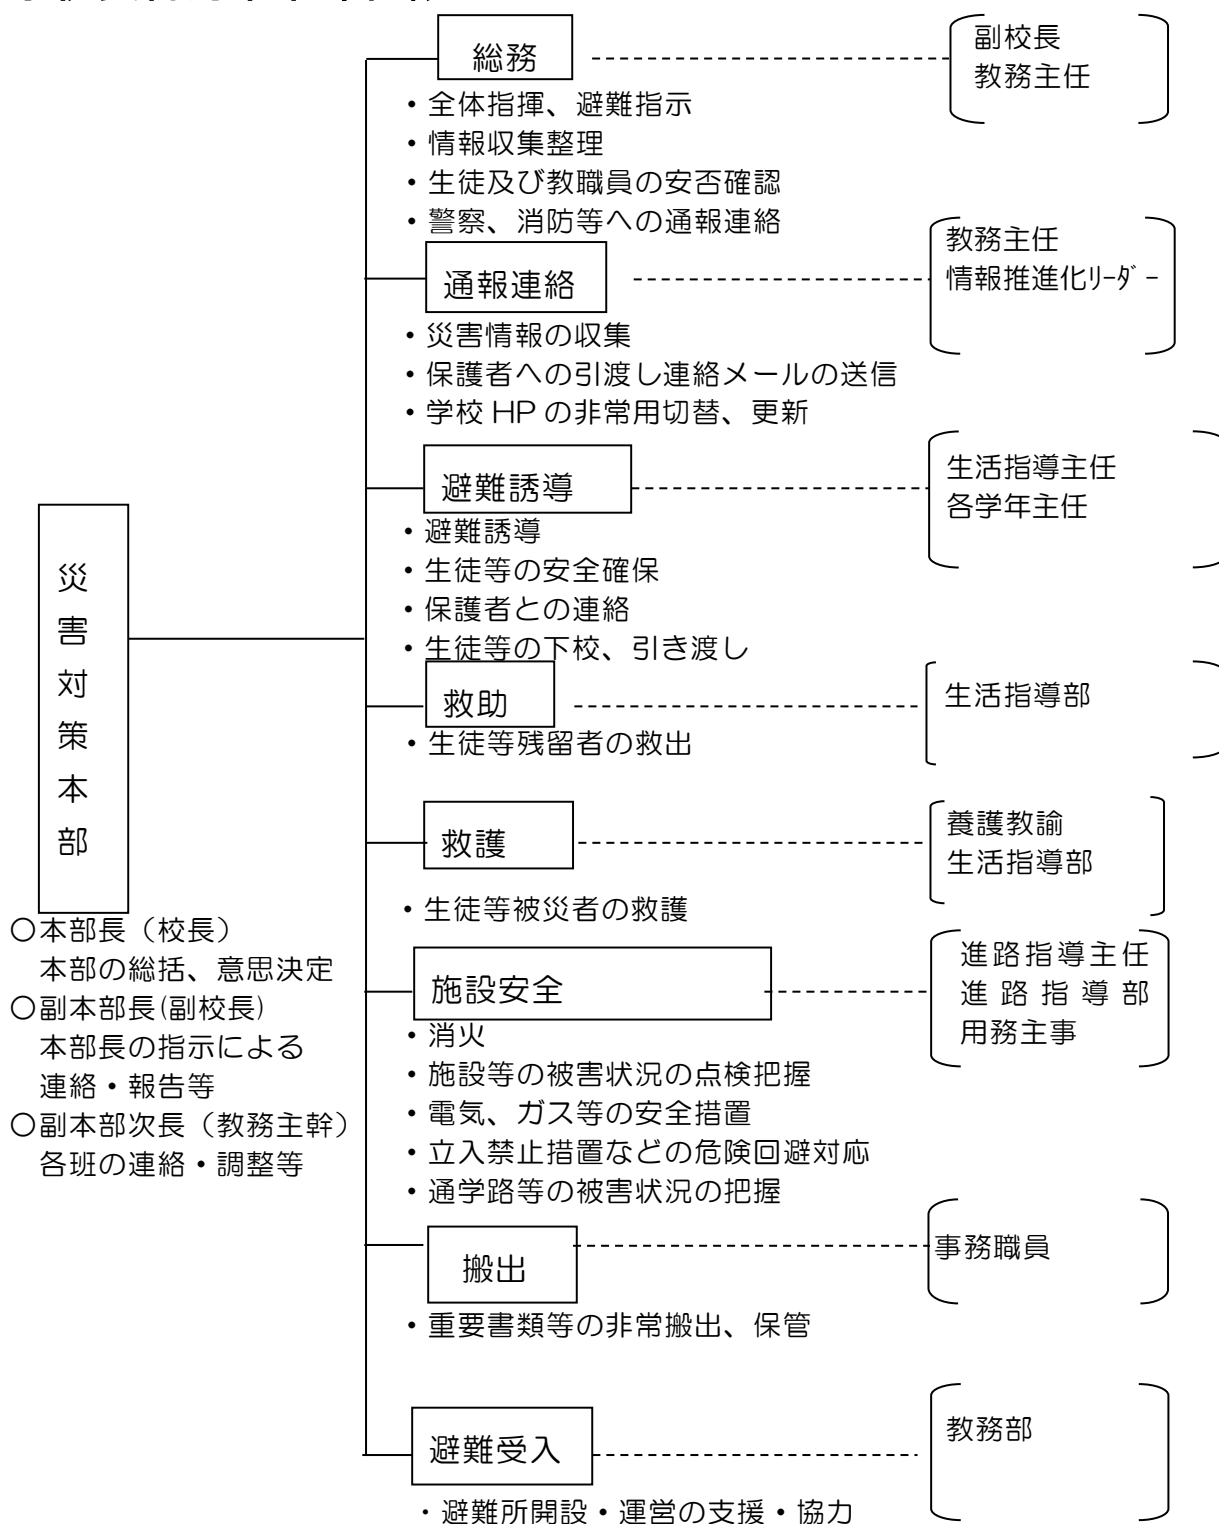 総務
副校長
教務主任
・全体指揮、避難指示
・情報収集整理
・生徒及び教職員の安否確認
・警察、消防等への通報連絡
通報連絡
教務主任
情報推進化ﾘｰﾀﾞｰ
・災害情報の収集
・保護者への引渡し連絡メールの送信
・学校 HP の非常用切替、更新
避難誘導
生活指導主任
各学年主任
・避難誘導
・生徒等の安全確保
・保護者との連絡
・生徒等の下校、引き渡し
救助
生活指導部
・生徒等残留者の救出
救護
養護教諭
生活指導部
・生徒等被災者の救護
施設安全
進路指導主任
進路指導部
用務主事
・消火
・施設等の被害状況の点検把握
・電気、ガス等の安全措置
・立入禁止措置などの危険回避対応
・通学路等の被害状況の把握
搬出
事務職員
・重要書類等の非常搬出、保管
避難受入
教務部
・避難所開設・運営の支援・協力
災害対策本部
〇本部長（校長）
本部の総括、意思決定
〇副本部長(副校長)
本部長の指示による
連絡・報告等
〇副本部次長（教務主幹）
各班の連絡・調整等